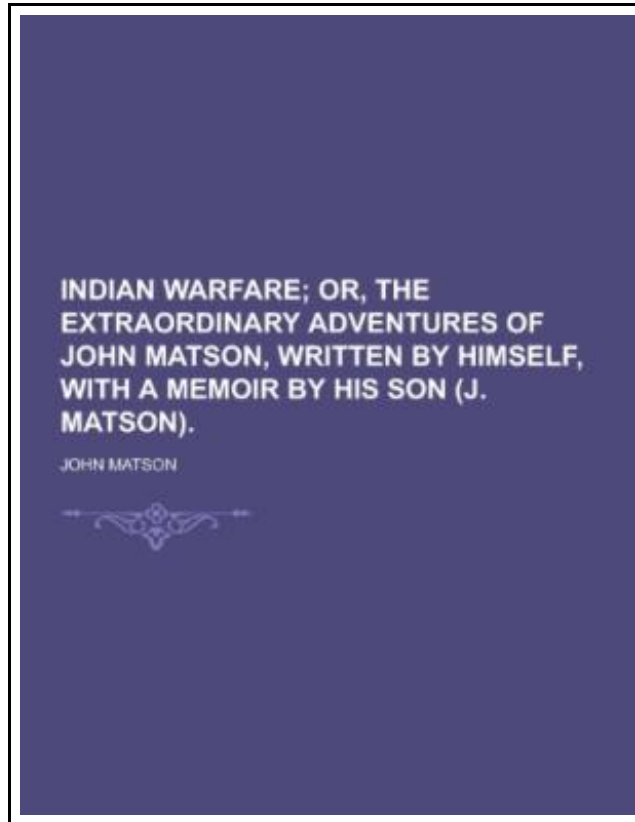 INDIAN WARFARE; OR, THE
EXTRAORDINARY ADVENTURES OF
JOHN MATSON, WRITTEN BY HIMSELF,
WITH A MEMOIR BY HIS SON (J.
MATSON).
JOHN MATSON